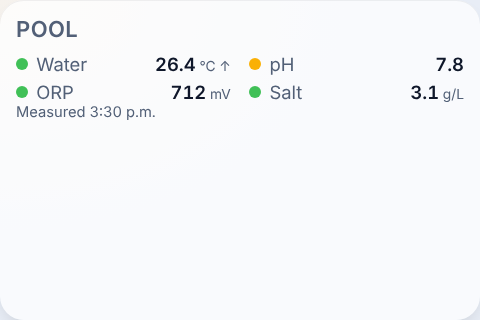 POOL
Water 26.4 °C ↑ pH 7.8
ORP 712 mV Salt 3.1 g/L
Measured 3:30 p.m.